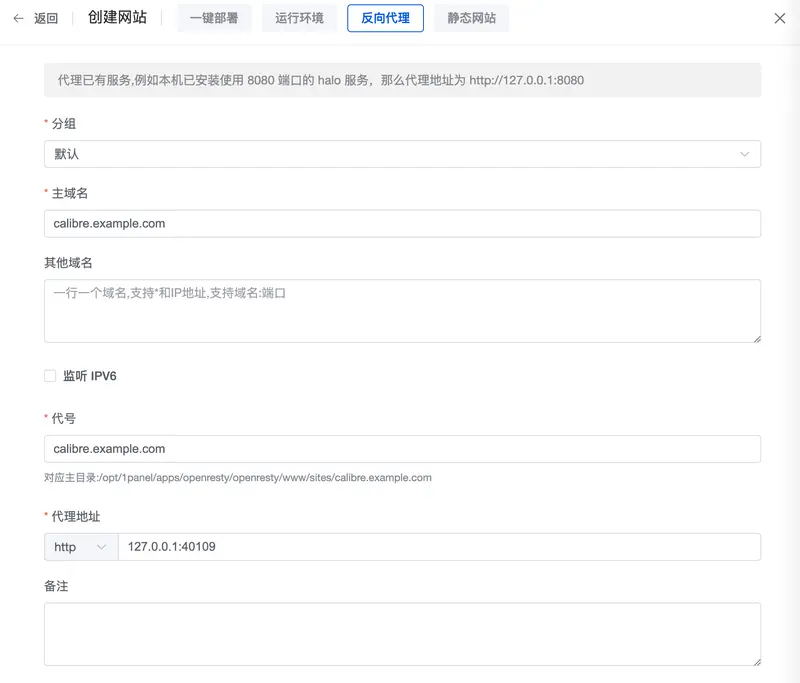 返回 创建网站 一键部署 运行环境 反向代理 静态网站
代理已有服务,例如本机已安装使用 8080 端口的 halo 服务，那么代理地址为 http://127.0.0.1:8080
* 分组
默认
* 主域名
calibre.example.com
其他域名
一行一个域名,支持*和IP地址,支持域名:端口
监听 IPV6
* 代号
calibre.example.com
对应主目录:/opt/1panel/apps/openresty/openresty/www/sites/calibre.example.com
* 代理地址
http 127.0.0.1:40109
备注